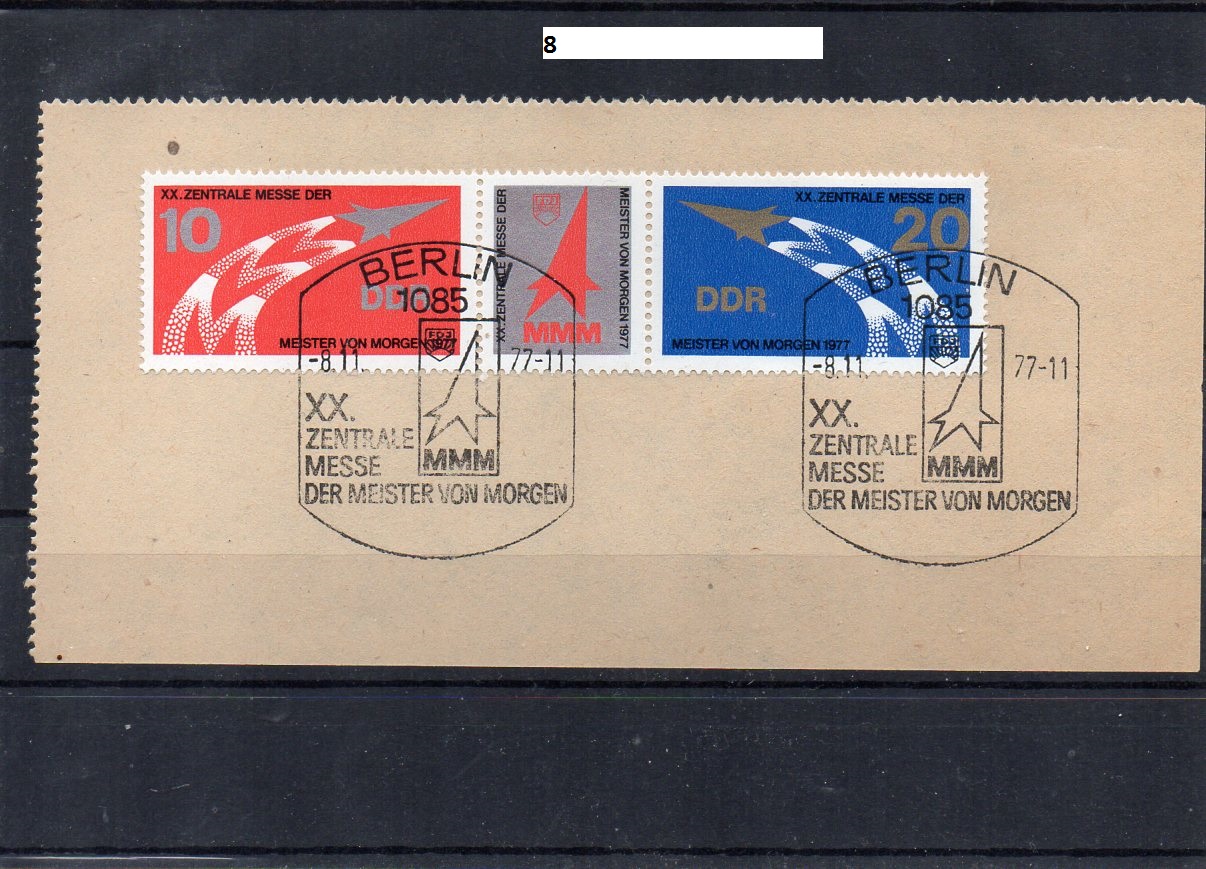 8
XX. ZENTRALE MESSE DER
10
DDR
MEISTER VON MORGEN 1977
XX. ZENTRALE MESSE DER
FDJ
MMM
MEISTER VON MORGEN 1977
XX. ZENTRALE MESSE DER
20
DDR
MEISTER VON MORGEN 1977
BERLIN
1085
FDJ
-8.11. 77-11
XX.
ZENTRALE
MESSE MMM
DER MEISTER VON MORGEN
BERLIN
1085
FDJ
-8.11. 77-11
XX.
ZENTRALE
MESSE MMM
DER MEISTER VON MORGEN